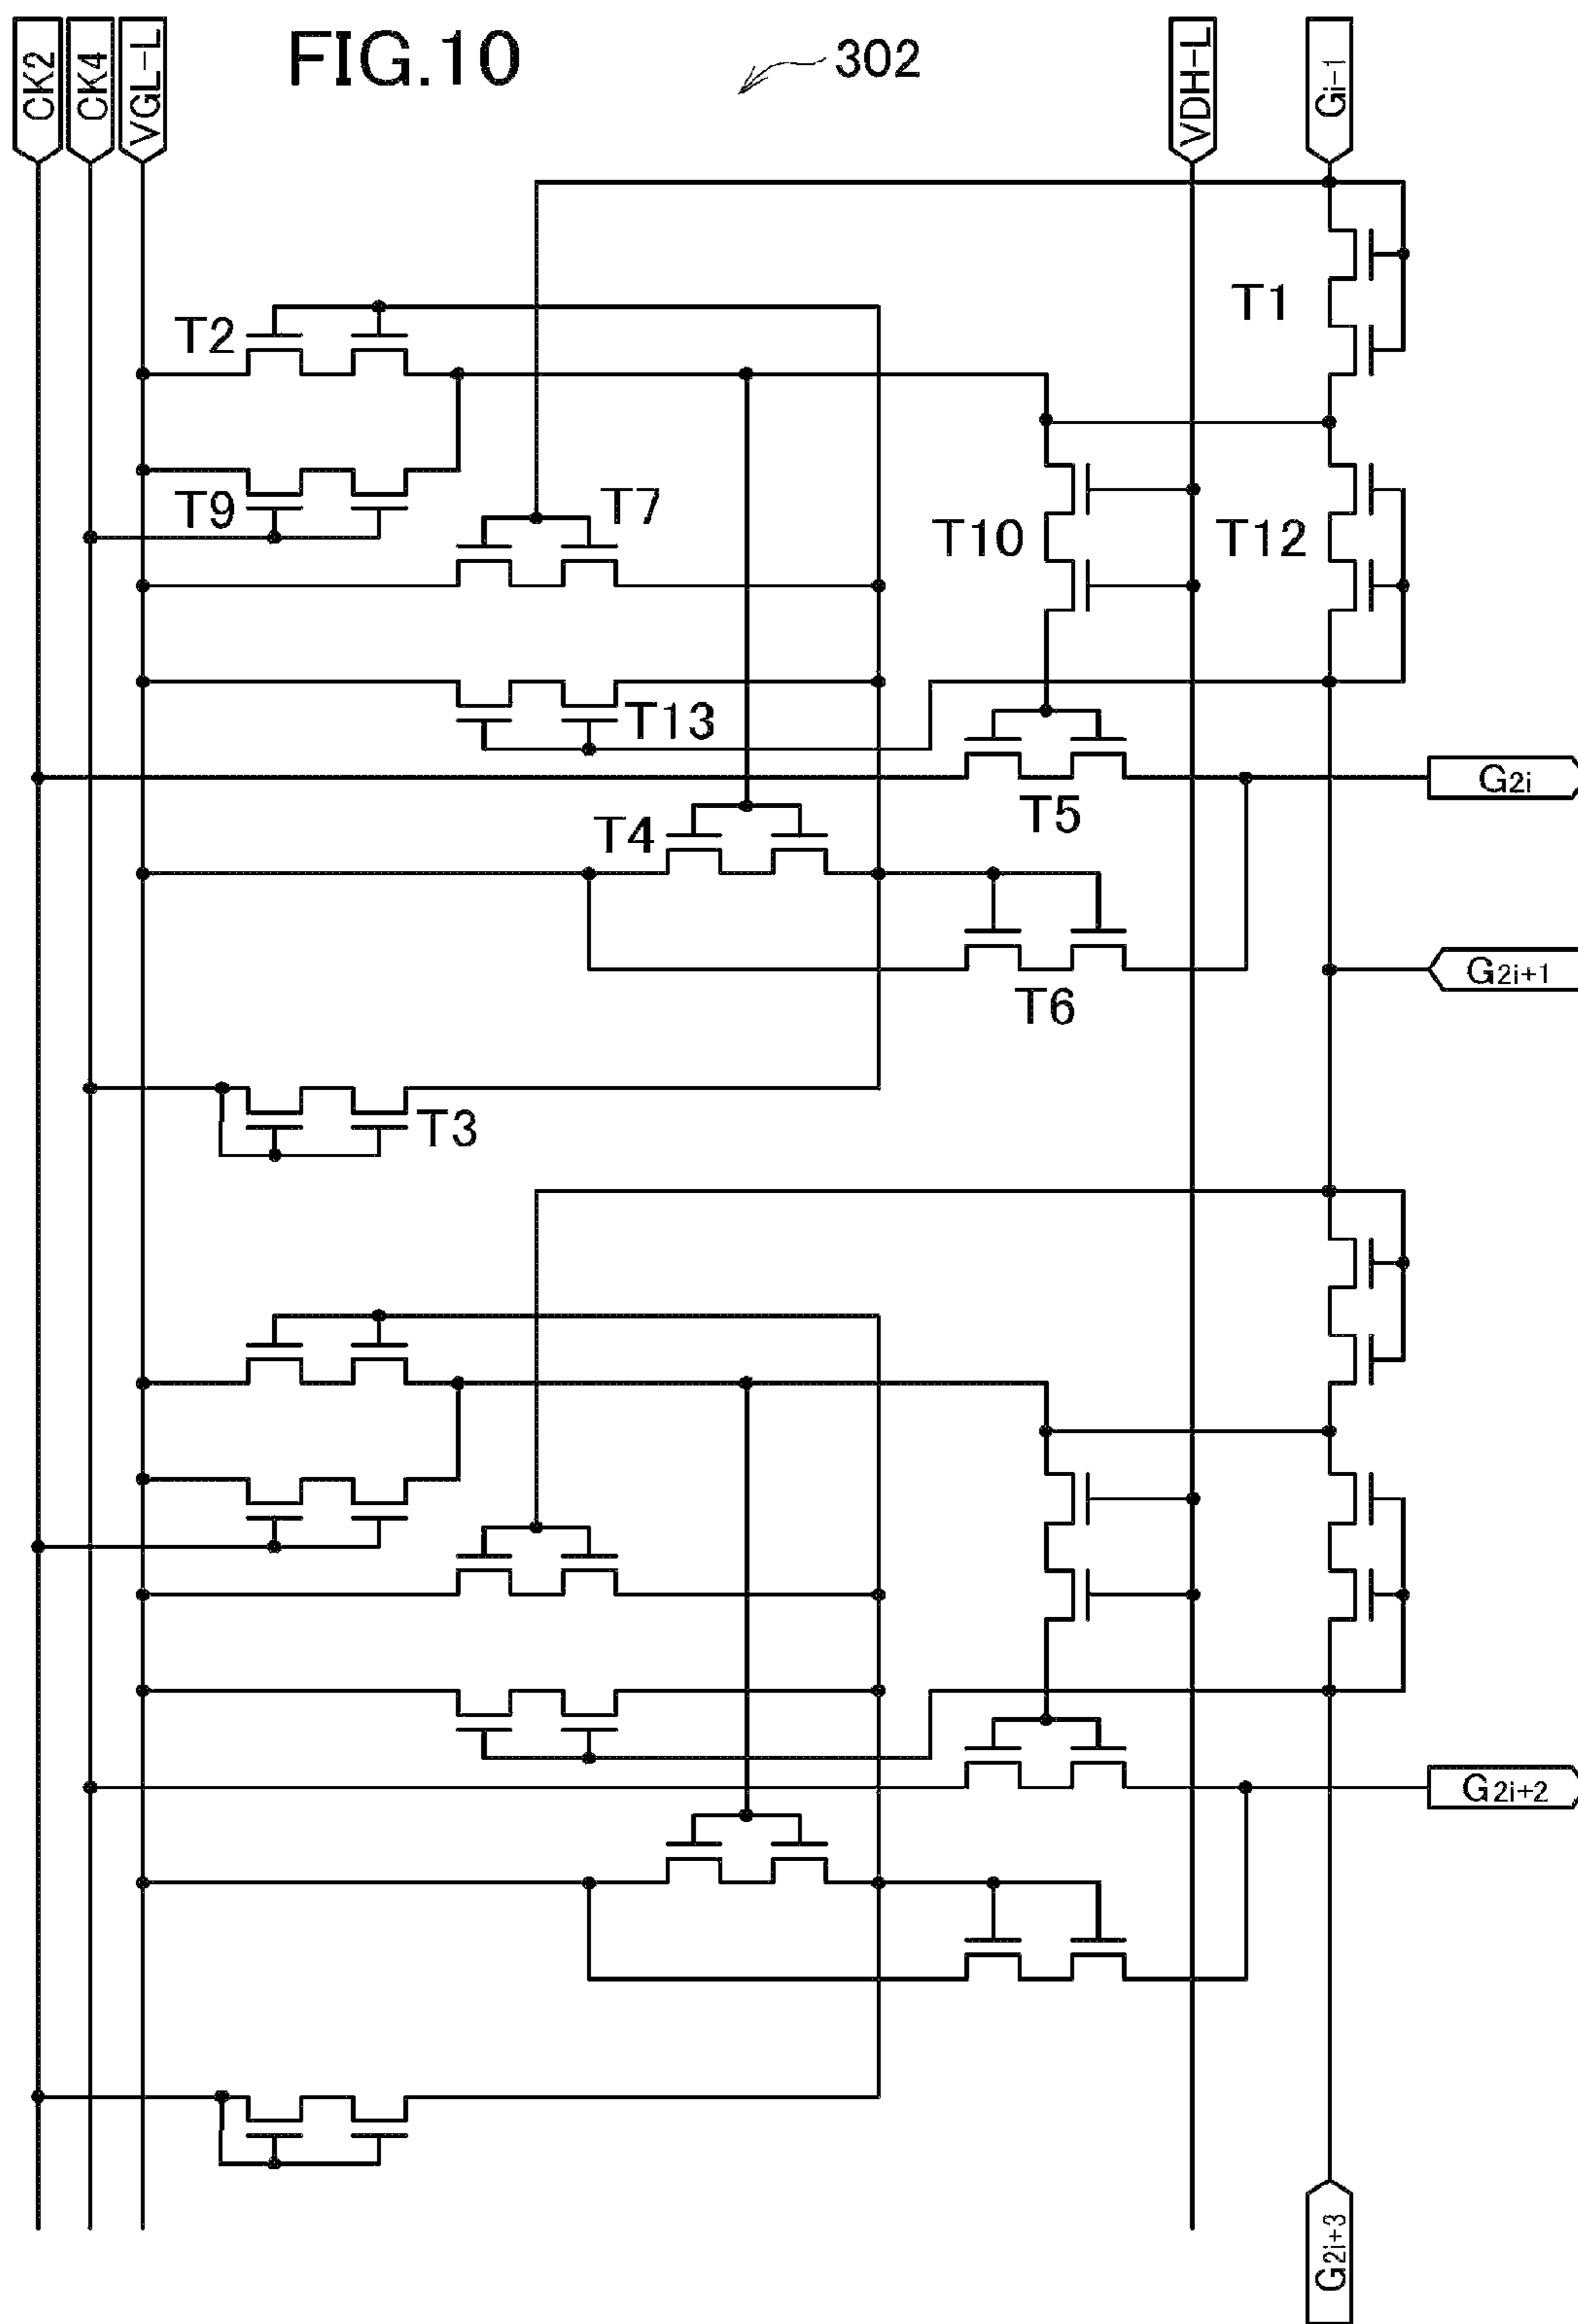 FIG.10
302
CK2
CK4
VGL-L
VDH-L
Gi-1
T1
T2
T9
T7
T10
T12
T13
T5
G2i
T4
T6
G2i+1
T3
G2i+2
G2i+3